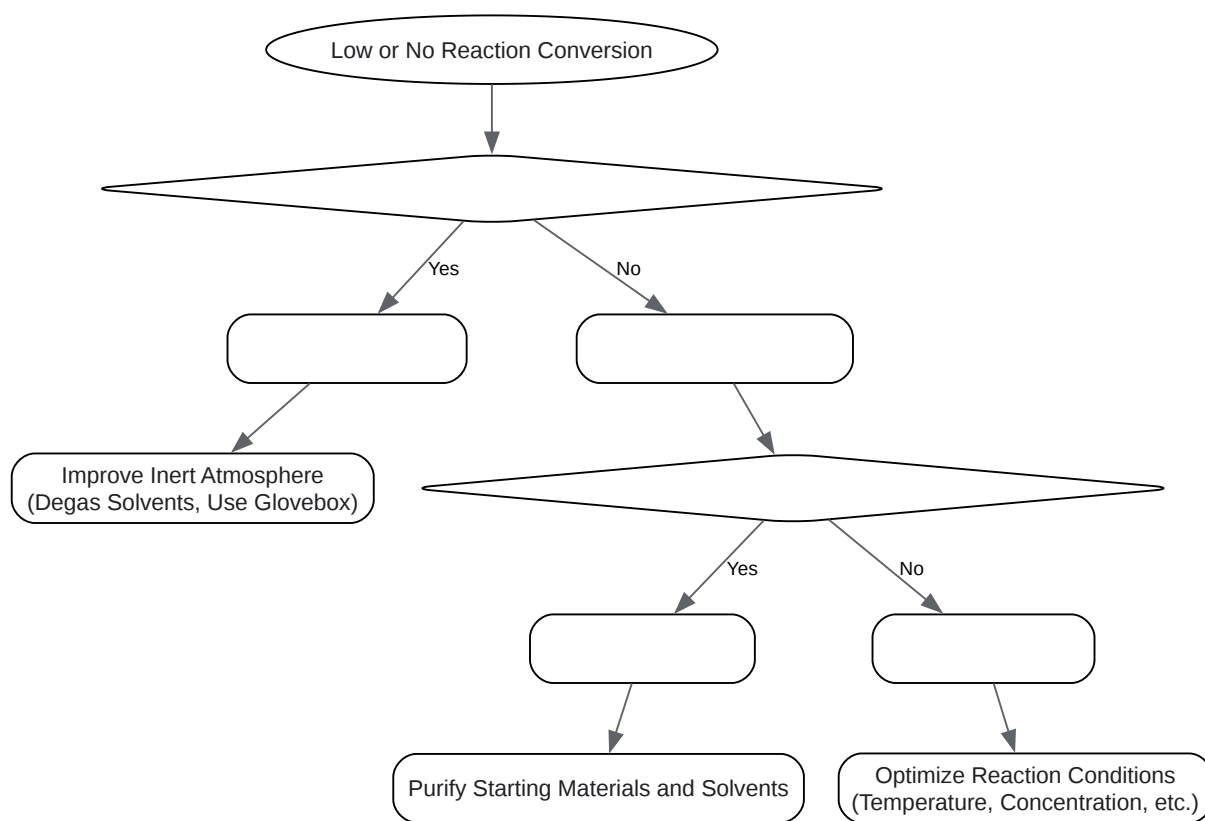 Low or No Reaction Conversion
Yes
No
Improve Inert Atmosphere
(Degas Solvents, Use Glovebox)
Yes
No
Purify Starting Materials and Solvents
Optimize Reaction Conditions
(Temperature, Concentration, etc.)